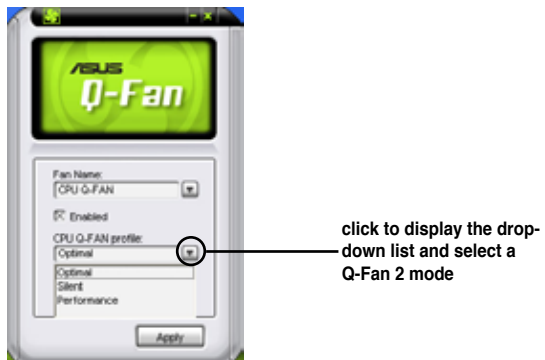 ASUS
Q-Fan
Fan Name:
CPU Q-FAN
Enabled
CPU Q-FAN profile:
Optimal
Optimal
Silent
Performance
Apply
click to display the drop-
down list and select a
Q-Fan 2 mode